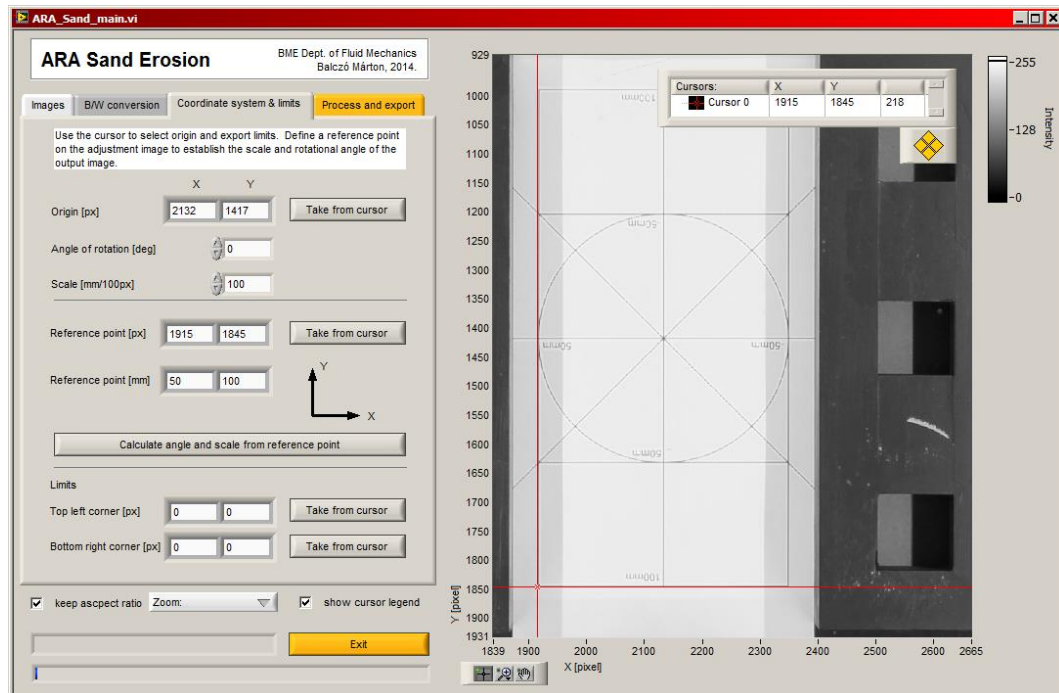 ARA_Sand_main.vi
ARA Sand Erosion
BME Dept. of Fluid Mechanics
Balczó Márton, 2014.
Images
B/W conversion
Coordinate system & limits
Process and export
Use the cursor to select origin and export limits. Define a reference point
on the adjustment image to establish the scale and rotational angle of the
output image.
X Y
Origin [px] 2132 1417 Take from cursor
Angle of rotation [deg] 0
Scale [mm/100px] 100
Reference point [px] 1915 1845 Take from cursor
Reference point [mm] 50 100
Y
X
Calculate angle and scale from reference point
Limits
Top left corner [px] 0 0 Take from cursor
Bottom right corner [px] 0 0 Take from cursor
keep ascpect ratio Zoom: show cursor legend
Exit
929
1000
1050
1100
1150
1200
1250
1300
1350
1400
1450
1500
1550
1600
1650
1700
1750
1800
1850
1900
1931
Y [pixel]
1839 1900 2000 2100 2200 2300 2400 2500 2600 2665
X [pixel]
Cursors: X Y
Cursor 0 1915 1845 218
100mm
50mm
50mm
-50mm
50mm
100mm
-255
-128
-0
Intensity